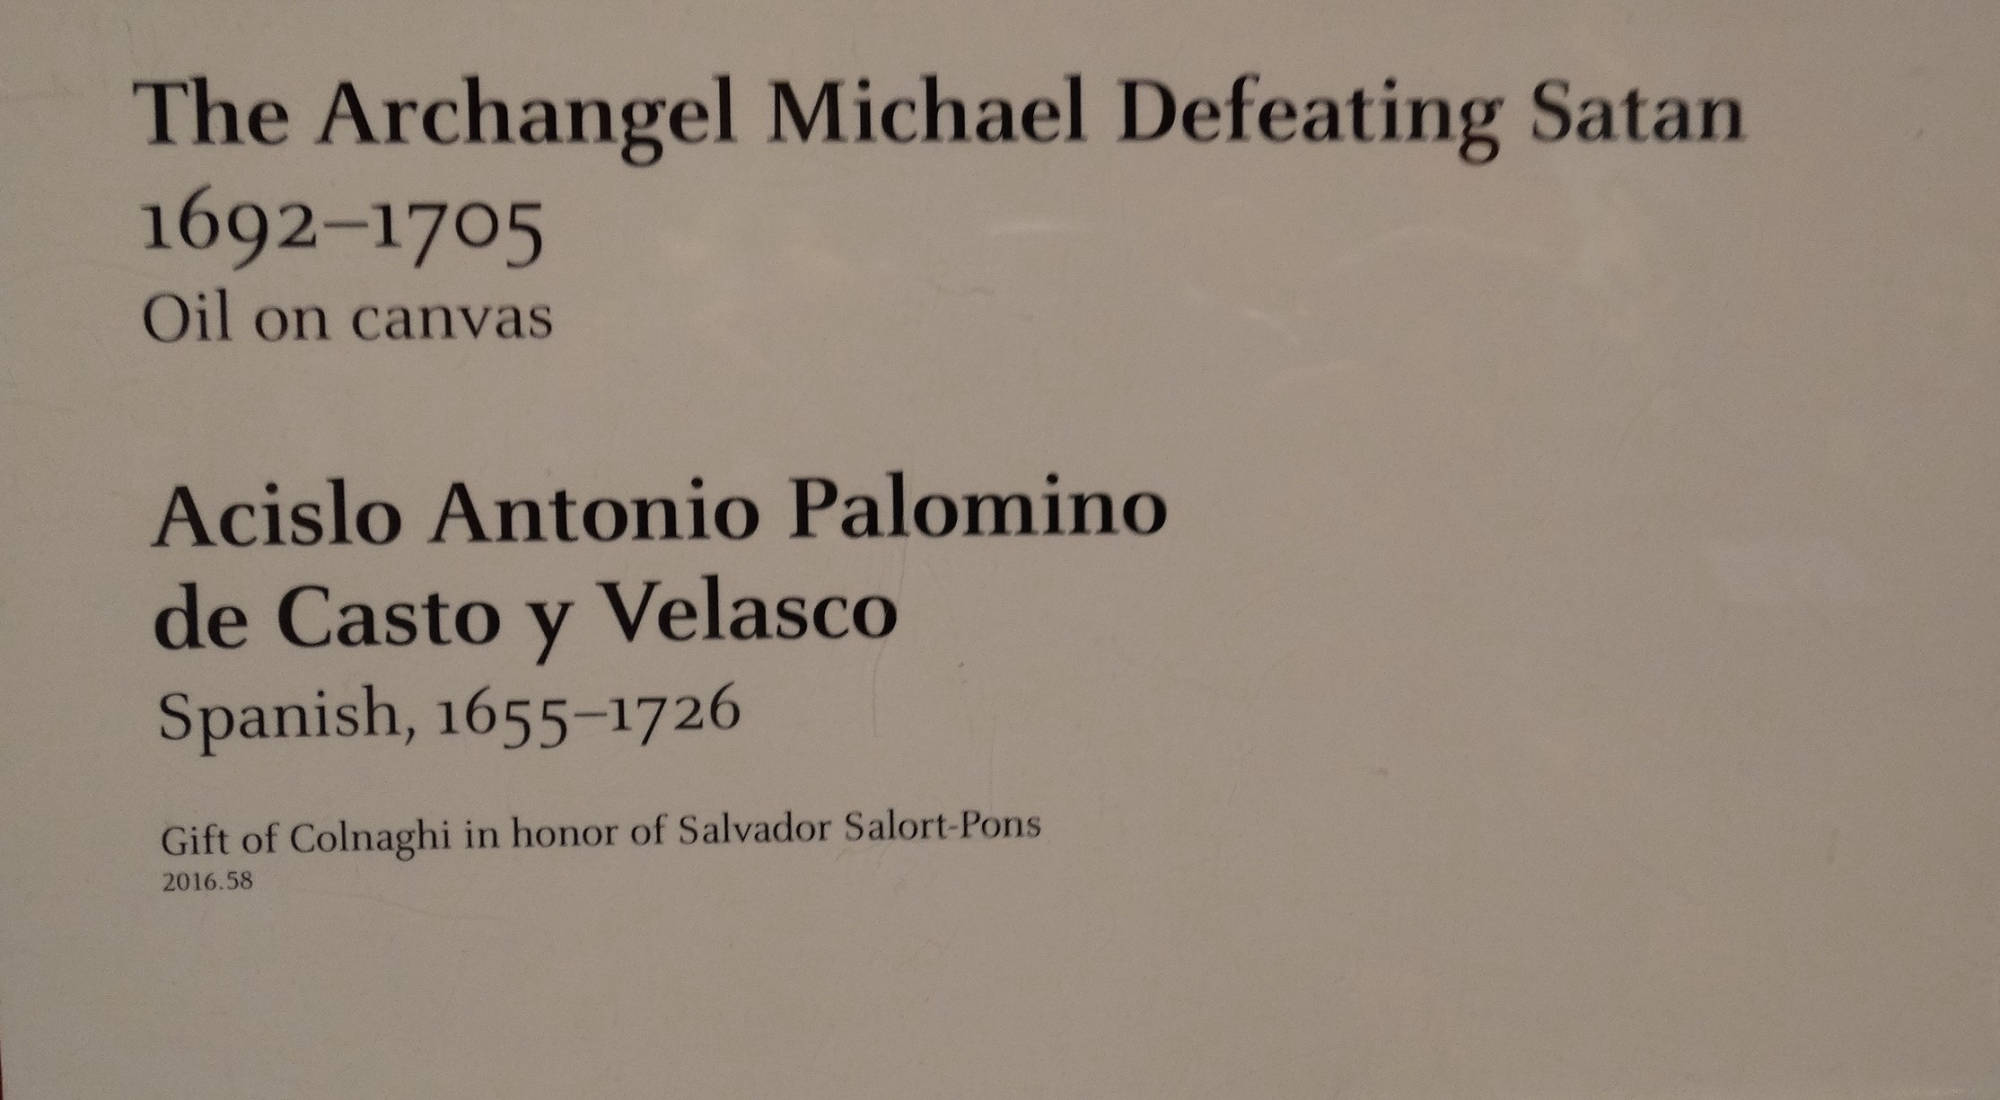 The Archangel Michael Defeating Satan
1692–1705
Oil on canvas
Acislo Antonio Palomino
de Casto y Velasco
Spanish, 1655–1726
Gift of Colnaghi in honor of Salvador Salort-Pons
2016.58